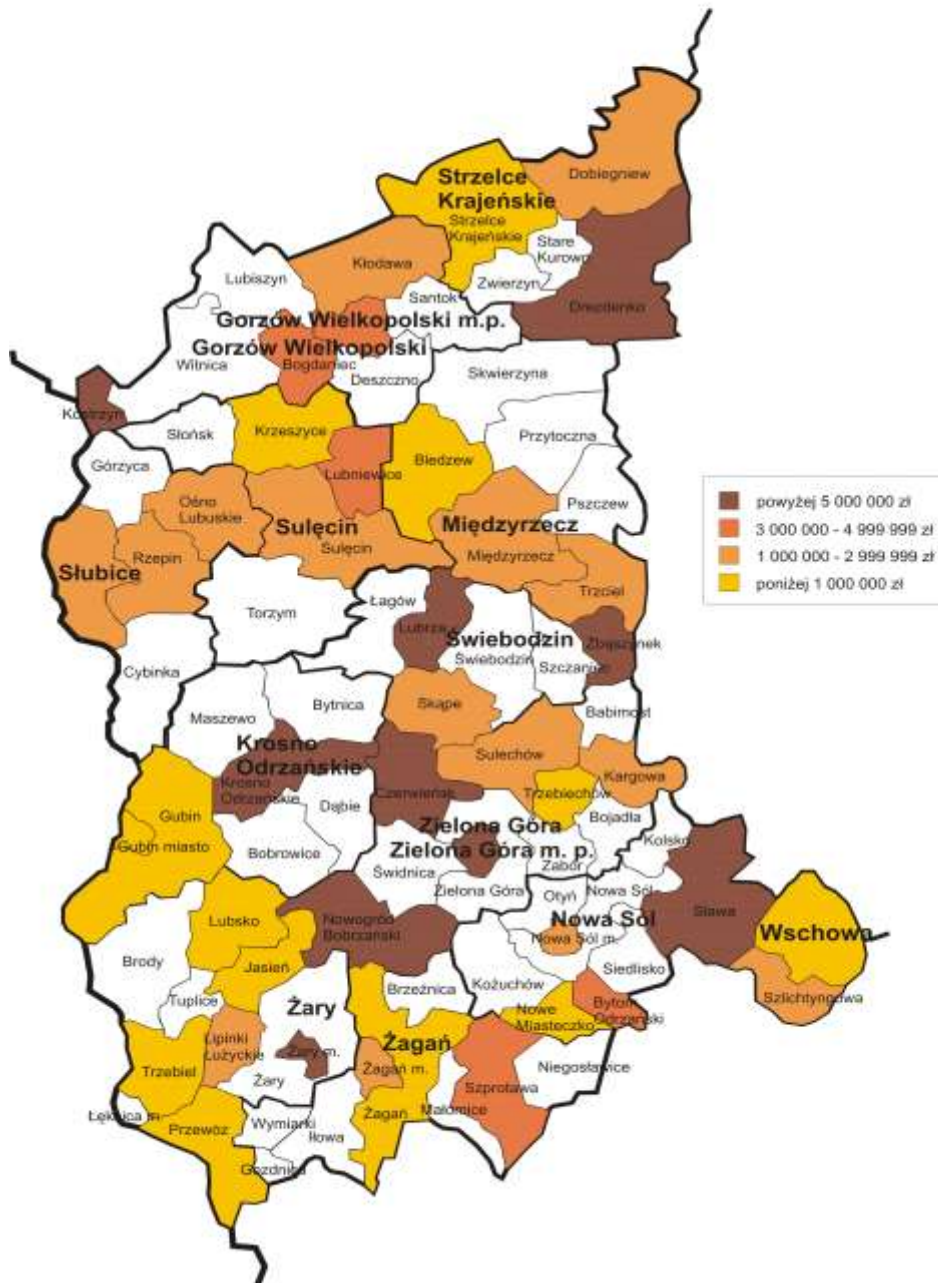 Dobiegniew
Strzelce
Krajeńskie
Strzelce
Krajeńskie
Stare
Kurowo
Zwierzyn
Drezdenko
Kłodawa
Lubiszyn
Santok
Gorzów Wielkopolski m.p.
Gorzów Wielkopolski
Witnica
Bogdaniec
Deszczno
Skwierzyna
Kostrzyn
Słońsk
Krzeszyce
Przytoczna
Górzyca
Lubniewice
Bledzew
Pszczew
Ośno
Lubuskie
Sulęcin
Sulęcin
Międzyrzecz
Międzyrzecz
Rzepin
Słubice
Trzciel
Torzym
Łagów
Lubrza
Świebodzin
Świebodzin
Szczaniec
Zbąszynek
Cybinka
Maszewo
Bytnica
Skąpe
Babimost
Krosno
Odrzańskie
Krosno
Odrzańskie
Sulechów
Kargowa
Czerwieńsk
Trzebiechów
Gubin
Gubin miasto
Dąbie
Bobrowice
Zielona Góra
Zielona Góra m. p.
Bojadła
Kolsko
Zabór
Świdnica
Zielona Góra
Otyń
Nowa Sól
Nowa Sól
Nowa Sól m.
Sława
Wschowa
Lubsko
Nowogród
Bobrzański
Brody
Jasień
Siedlisko
Szlichtyngowa
Tuplice
Brzeźnica
Kożuchów
Żary
Nowe
Miasteczko
Bytom
Odrzański
Lipinki
Łużyckie
Żary m.
Żagań
Żagań m.
Trzebiel
Żary
Niegosławice
Szprotawa
Małomice
Żagań
Łęknica m.
Przewóz
Wymiarki
Iłowa
Gozdnica
powyżej 5 000 000 zł
3 000 000 - 4 999 999 zł
1 000 000 - 2 999 999 zł
poniżej 1 000 000 zł